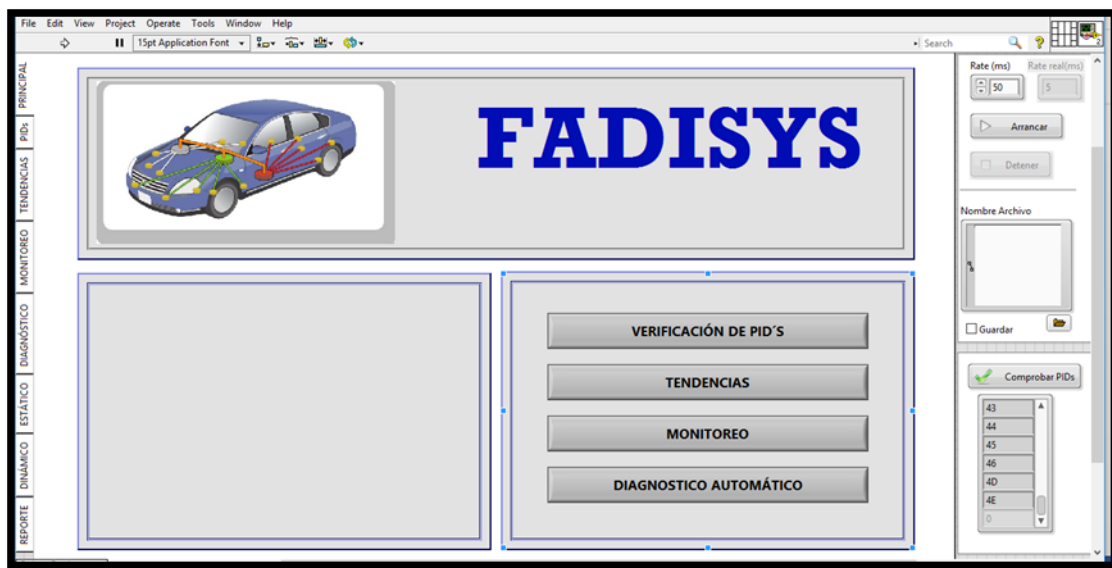 File Edit View Project Operate Tools Window Help
15pt Application Font
Search
2
PRINCIPAL
PIDs
TENDENCIAS
MONITOREO
DIAGNÓSTICO
ESTÁTICO
DINÁMICO
REPORTE
FADISYS
VERIFICACIÓN DE PID´S
TENDENCIAS
MONITOREO
DIAGNOSTICO AUTOMÁTICO
Rate (ms) Rate real(ms)
50 5
Arrancar
Detener
Nombre Archivo
Guardar
Comprobar PIDs
43
44
45
46
4D
4E
0